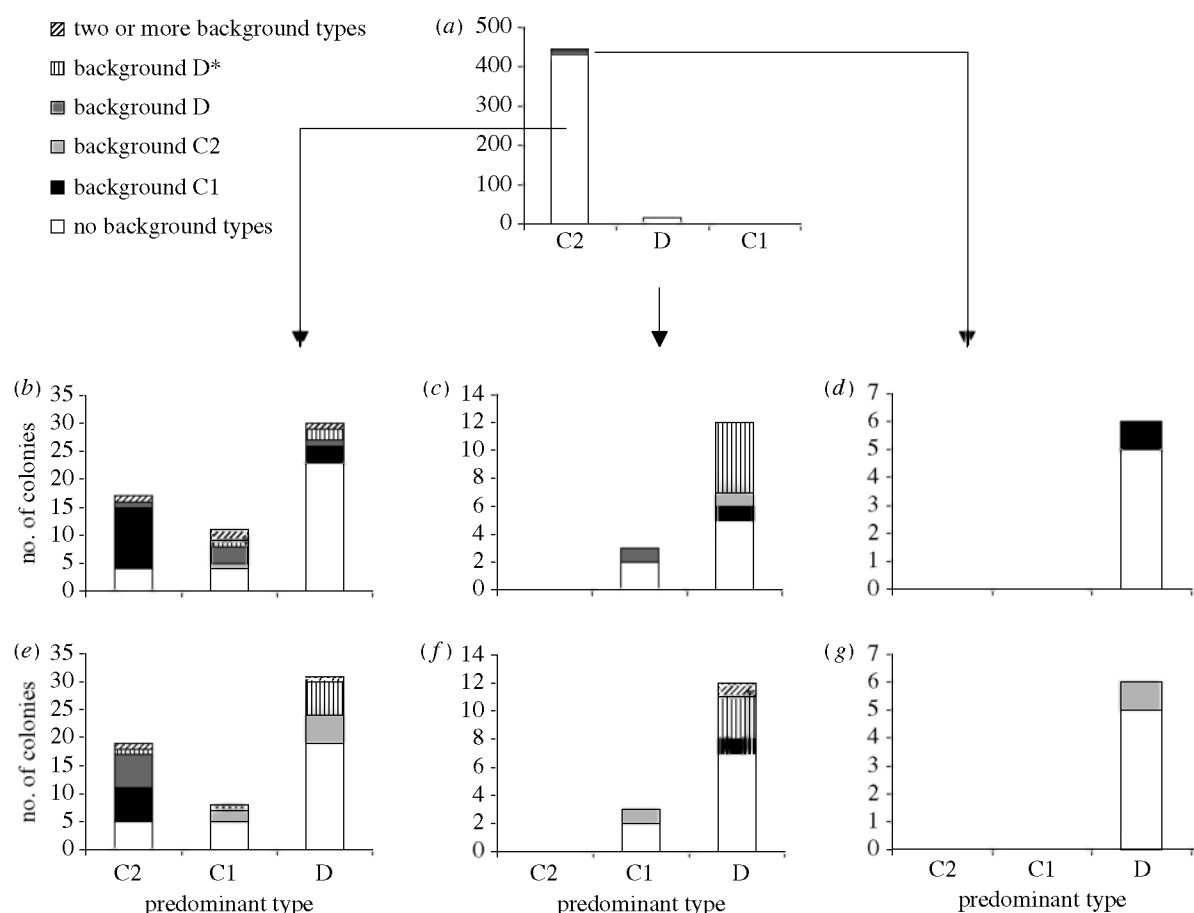 two or more background types
background D*
background D
background C2
background C1
no background types
(a)
500
400
300
200
100
0
C2 D C1
(b)
no. of colonies
35
30
25
20
15
10
5
0
(c)
14
12
10
8
6
4
2
0
(d)
7
6
5
4
3
2
1
0
(e)
no. of colonies
35
30
25
20
15
10
5
0
C2 C1 D
predominant type
(f)
14
12
10
8
6
4
2
0
C2 C1 D
predominant type
(g)
7
6
5
4
3
2
1
0
C2 C1 D
predominant type